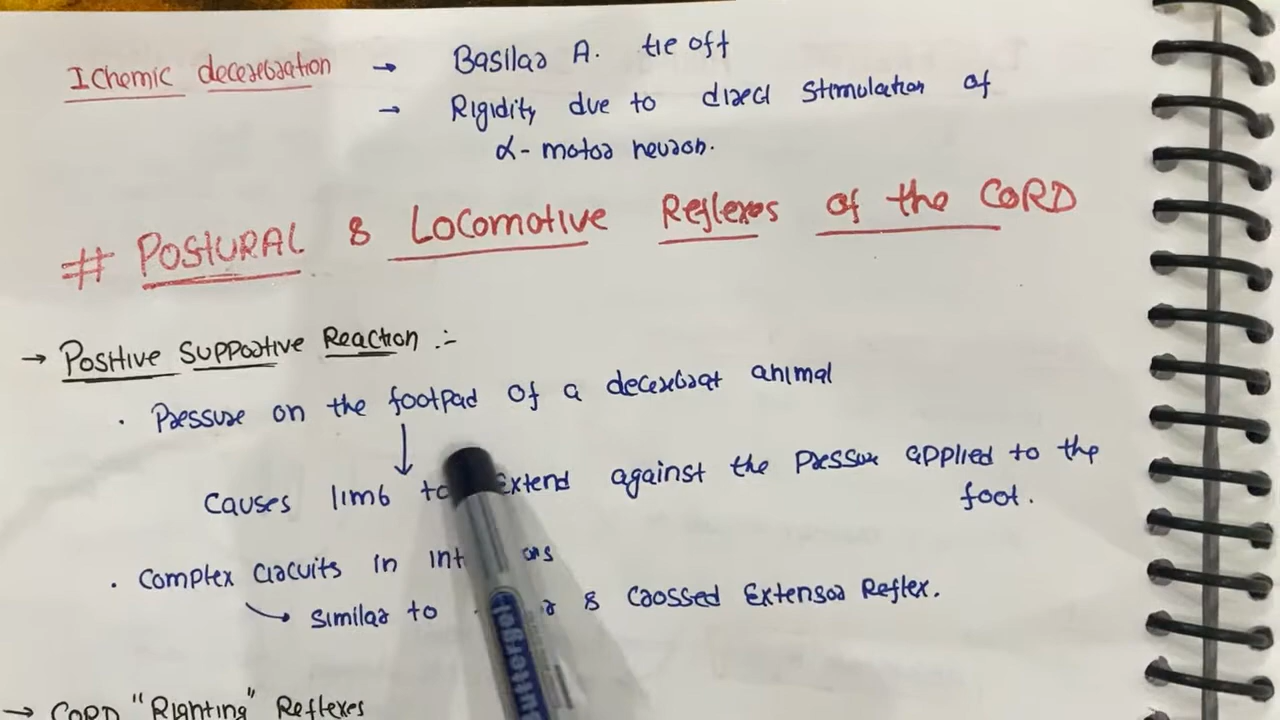 Ichemic decerebration → Basilar A. tie off
→ Rigidity due to direct stimulation of
α- motor neuron.
# POSTURAL & LOCOMOTIVE Reflexes of the CORD
→ Positive Supportive Reaction :-
. Pressure on the footpad of a decerebrat animal
↓
causes limb to Extend against the pressure applied to the
foot.
. Complex circuits in
→ similar to & crossed Extensor Reflex.
→ CORD "Righting" Reflexes